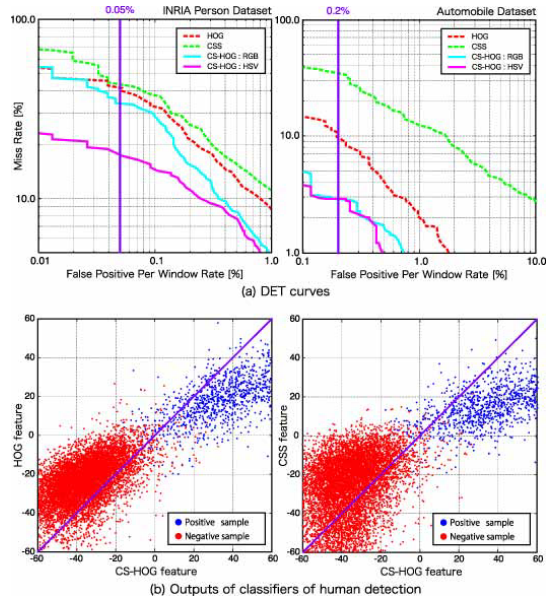 0.05% INRIA Person Dataset
100.0
10.0
Miss Rate [%]
HOG
CSS
CS-HOG : RGB
CS-HOG : HSV
0.01 0.1 1.0
False Positive Per Window Rate [%]
0.2% Automobile Dataset
100.0
10.0
1.0
HOG
CSS
CS-HOG : RGB
CS-HOG : HSV
0.1 1.0 10.0
False Positive Per Window Rate [%]
(a) DET curves
60
40
20
0
-20
-40
-60
HOG feature
Positive sample
Negative sample
-60 -40 -20 0 20 40 60
CS-HOG feature
60
40
20
0
-20
-40
-60
CSS feature
Positive sample
Negative sample
-60 -40 -20 0 20 40 60
CS-HOG feature
(b) Outputs of classifiers of human detection